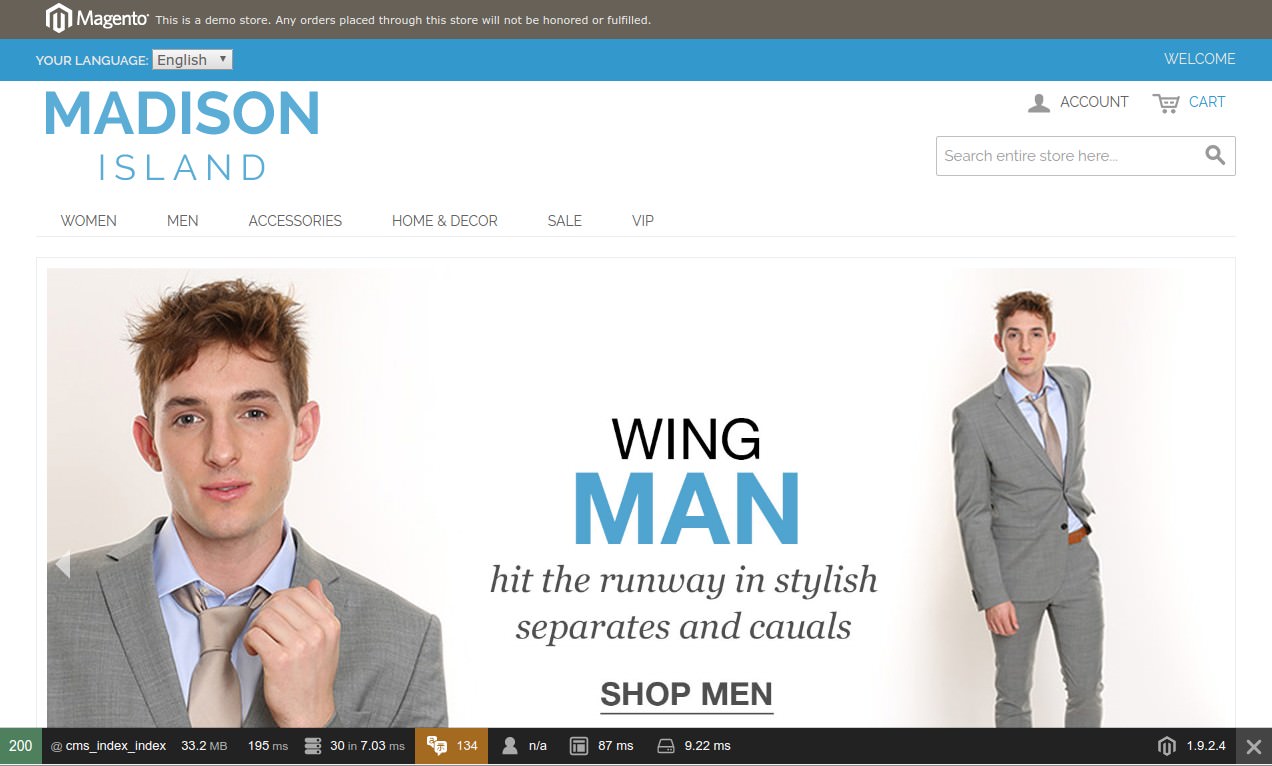 Magento® This is a demo store. Any orders placed through this store will not be honored or fulfilled.
YOUR LANGUAGE: English WELCOME
MADISON
ISLAND
ACCOUNT CART
Search entire store here...
WOMEN MEN ACCESSORIES HOME & DECOR SALE VIP
WING
MAN
hit the runway in stylish
separates and cauals
SHOP MEN
200 @ cms_index_index 33.2 MB 195 ms 30 in 7.03 ms 134 n/a 87 ms 9.22 ms 1.9.2.4